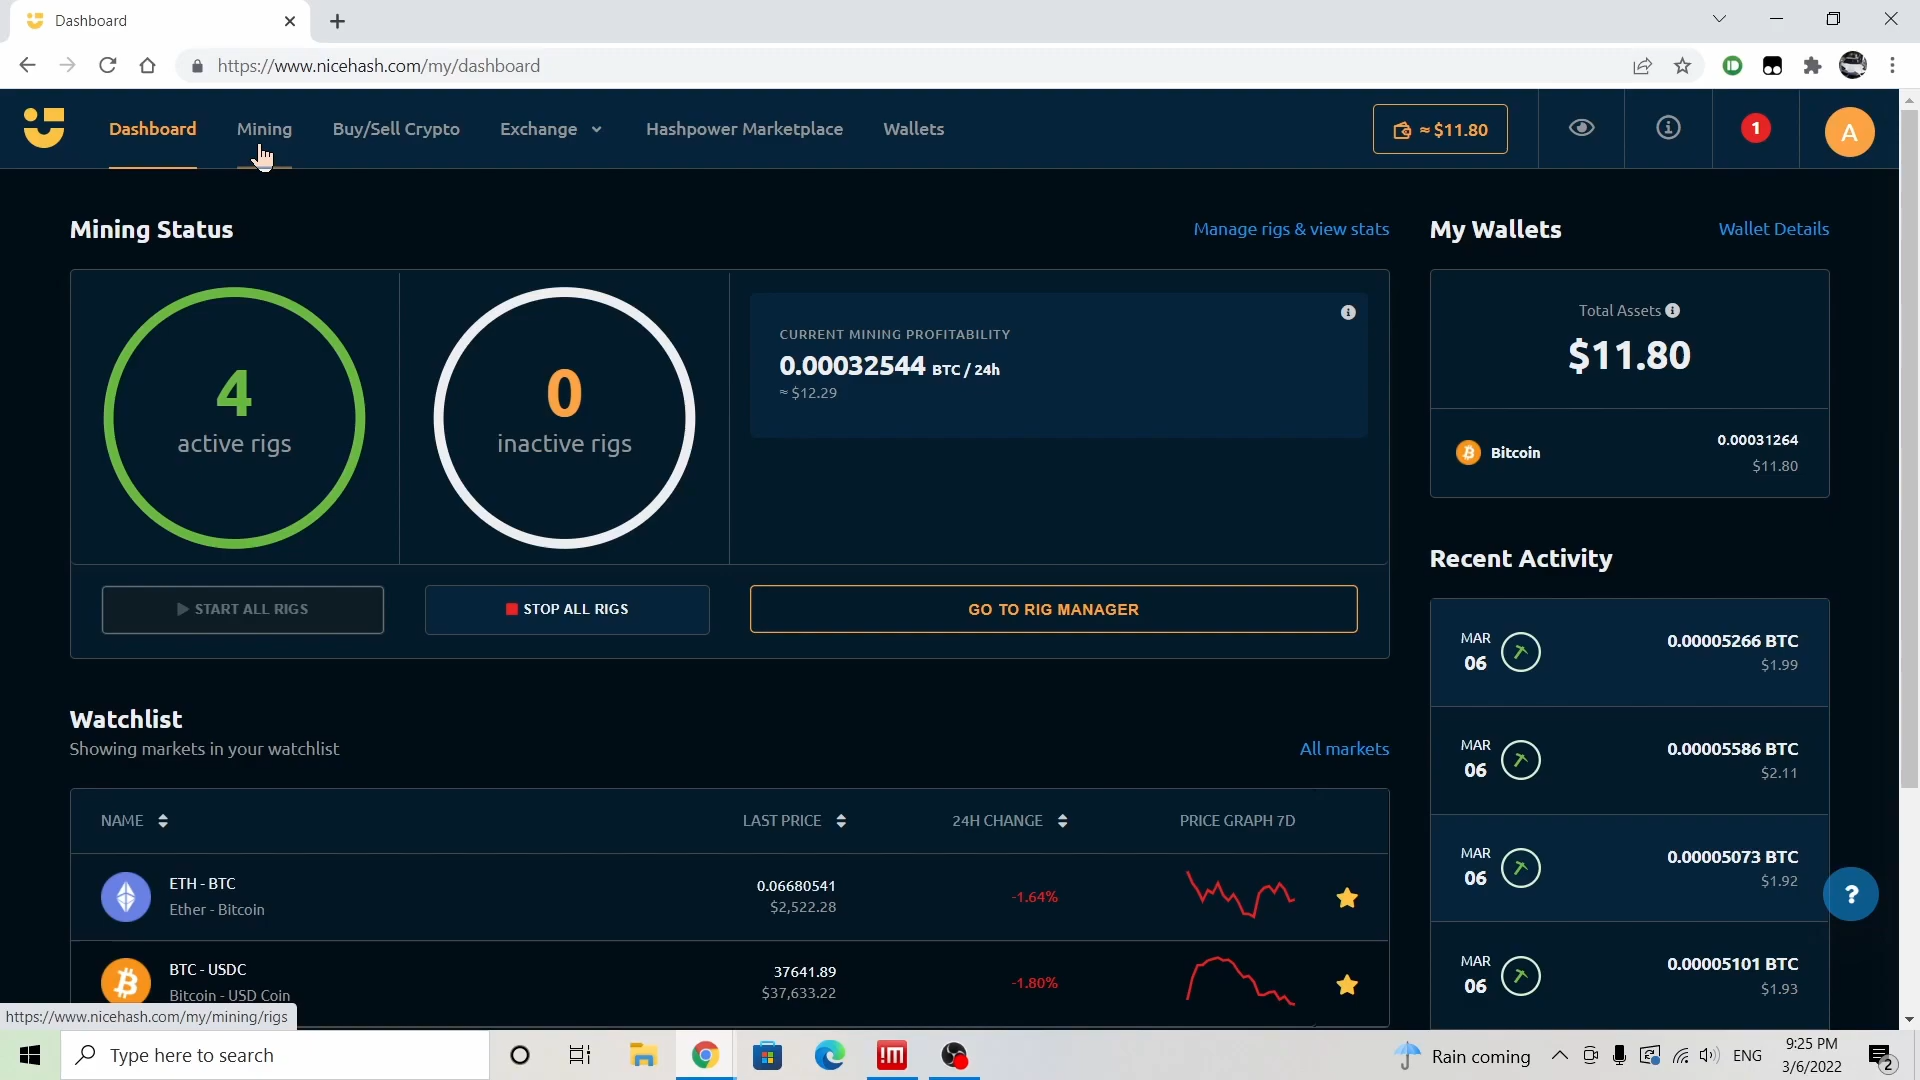 Dashboard
https://www.nicehash.com/my/dashboard
Dashboard
Mining
Buy/Sell Crypto
Exchange
Hashpower Marketplace
Wallets
≈ $11.80
1
A
Mining Status
Manage rigs & view stats
4
active rigs
0
inactive rigs
CURRENT MINING PROFITABILITY
0.00032544 BTC / 24h
≈ $12.29
START ALL RIGS
STOP ALL RIGS
GO TO RIG MANAGER
My Wallets
Wallet Details
Total Assets
$11.80
Bitcoin
0.00031264
$11.80
Recent Activity
MAR
06
0.00005266 BTC
$1.99
MAR
06
0.00005586 BTC
$2.11
MAR
06
0.00005073 BTC
$1.92
MAR
06
0.00005101 BTC
$1.93
Watchlist
Showing markets in your watchlist
All markets
NAME
LAST PRICE
24H CHANGE
PRICE GRAPH 7D
ETH - BTC
Ether - Bitcoin
0.06680541
$2,522.28
-1.64%
BTC - USDC
Bitcoin - USD Coin
37641.89
$37,633.22
-1.80%
?
https://www.nicehash.com/my/mining/rigs
Type here to search
!M
Rain coming
ENG
9:25 PM
3/6/2022
2